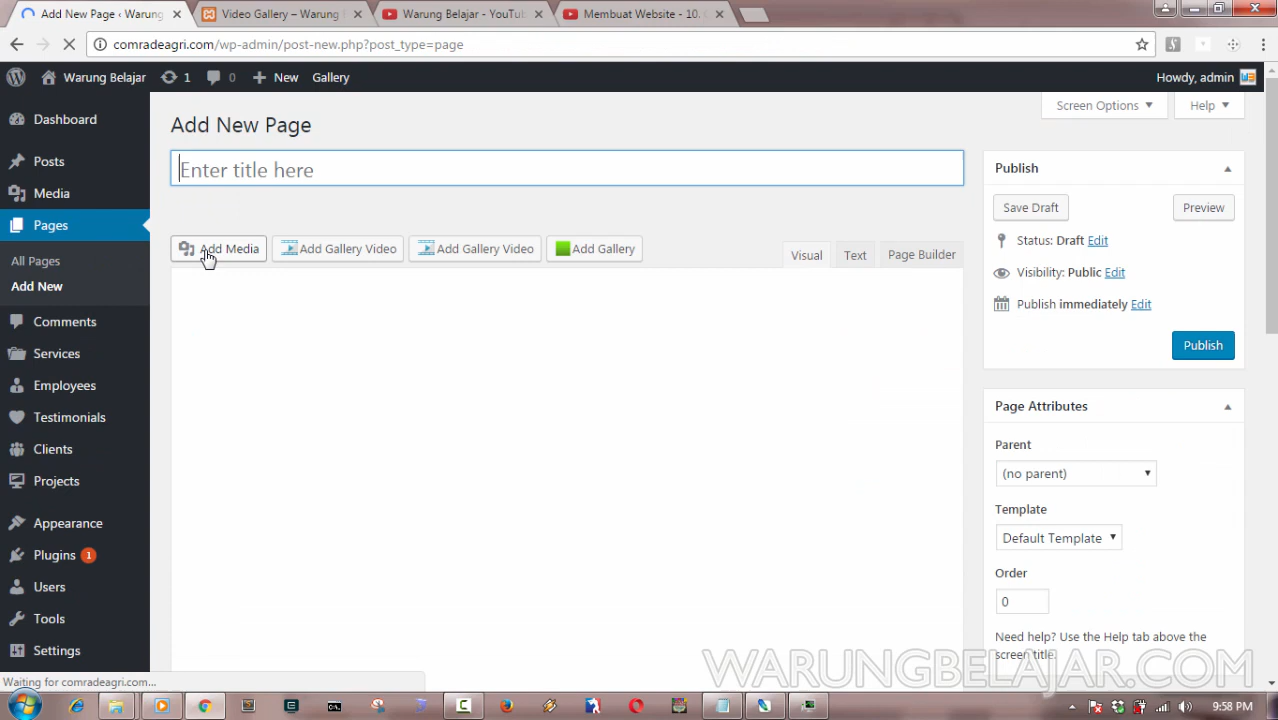 Add New Page ‹ Warung
Video Gallery – Warung
Warung Belajar - YouTu
Membuat Website - 10.
comradeagri.com/wp-admin/post-new.php?post_type=page
Warung Belajar
1
0
New
Gallery
Howdy, admin
Screen Options
Help
Dashboard
Posts
Media
Pages
All Pages
Add New
Comments
Services
Employees
Testimonials
Clients
Projects
Appearance
Plugins 1
Users
Tools
Settings
Add New Page
Enter title here
Add Media
Add Gallery Video
Add Gallery Video
Add Gallery
Visual
Text
Page Builder
Publish
Save Draft
Preview
Status: Draft Edit
Visibility: Public Edit
Publish immediately Edit
Publish
Page Attributes
Parent
(no parent)
Template
Default Template
Order
0
Need help? Use the Help tab above the
screen title.
WARUNGBELAJAR.COM
Waiting for comradeagri.com...
9:58 PM